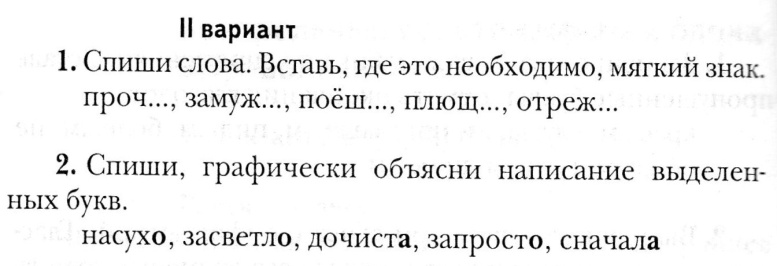 II вариант
1. Спиши слова. Вставь, где это необходимо, мягкий знак.
проч..., замуж..., поёш..., плющ..., отреж...
2. Спиши, графически объясни написание выделен-
ных букв.
насухо, засветло, дочиста, запросто, сначала